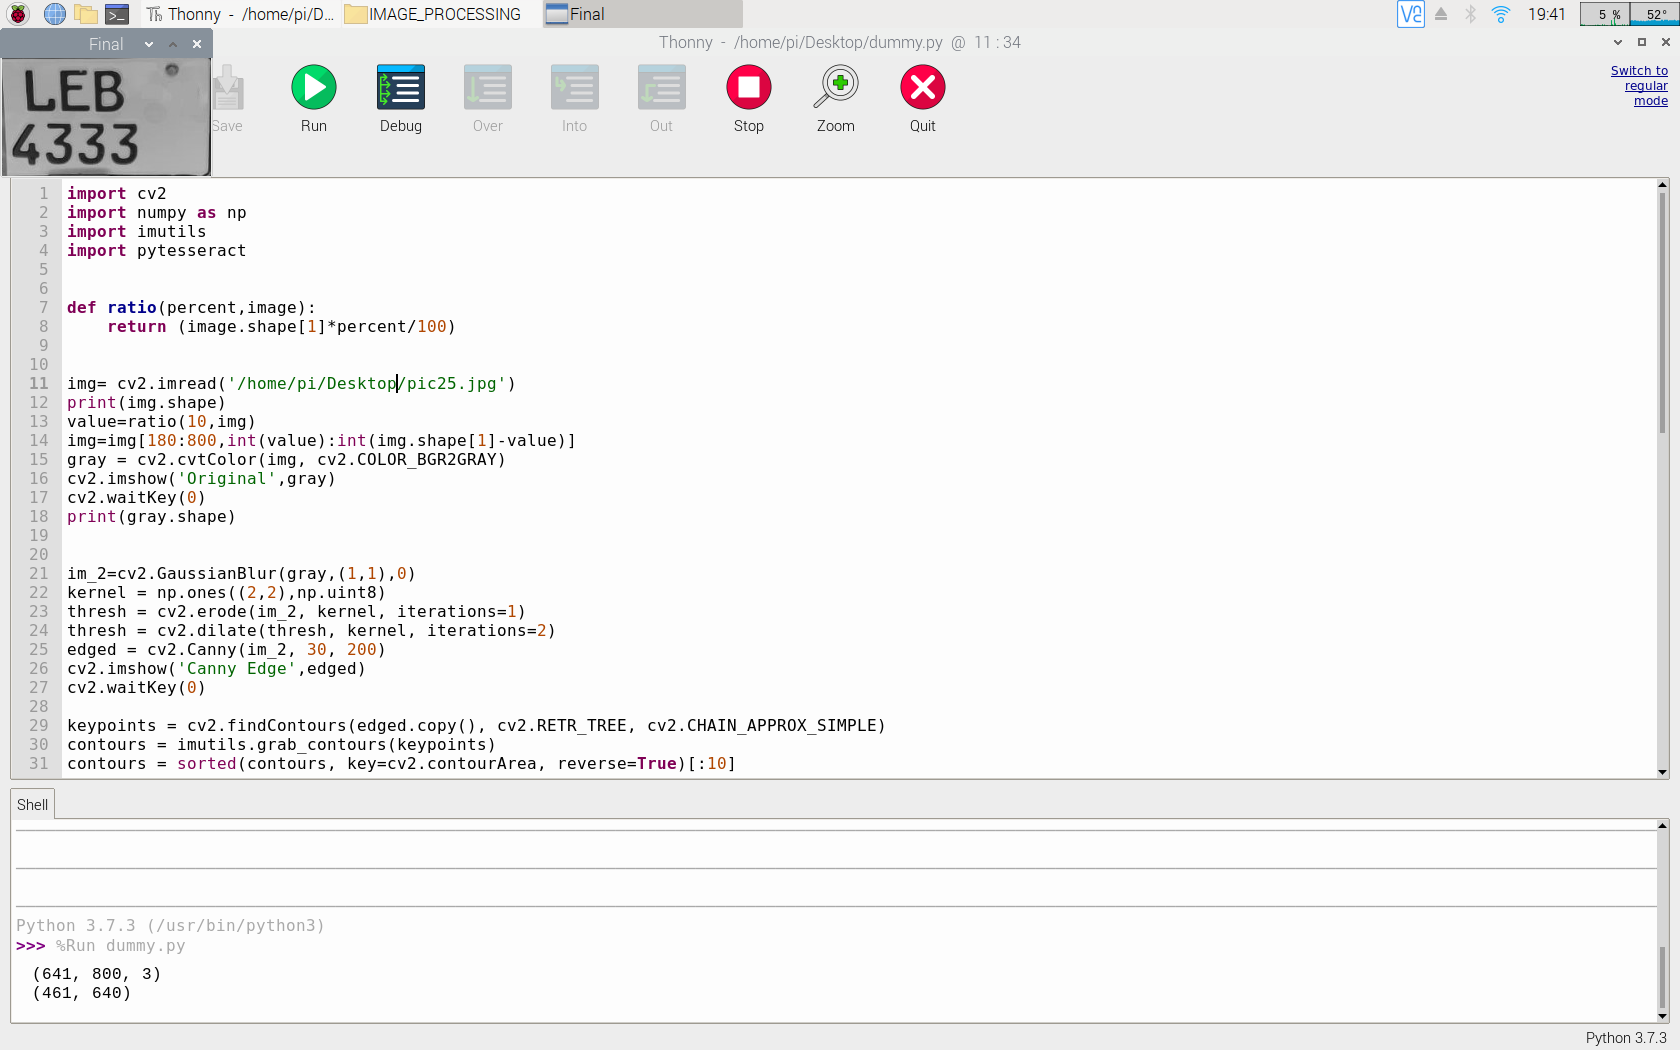 Thonny - /home/pi/D... IMAGE_PROCESSING Final 19:41 5 % 52°
Final
Thonny - /home/pi/Desktop/dummy.py @ 11 : 34
Switch to
regular
mode
LEB
4333
Save Run Debug Over Into Out Stop Zoom Quit
1 import cv2
2 import numpy as np
3 import imutils
4 import pytesseract
5
6
7 def ratio(percent,image):
8     return (image.shape[1]*percent/100)
9
10
11 img= cv2.imread('/home/pi/Desktop/pic25.jpg')
12 print(img.shape)
13 value=ratio(10,img)
14 img=img[180:800,int(value):int(img.shape[1]-value)]
15 gray = cv2.cvtColor(img, cv2.COLOR_BGR2GRAY)
16 cv2.imshow('Original',gray)
17 cv2.waitKey(0)
18 print(gray.shape)
19
20
21 im_2=cv2.GaussianBlur(gray,(1,1),0)
22 kernel = np.ones((2,2),np.uint8)
23 thresh = cv2.erode(im_2, kernel, iterations=1)
24 thresh = cv2.dilate(thresh, kernel, iterations=2)
25 edged = cv2.Canny(im_2, 30, 200)
26 cv2.imshow('Canny Edge',edged)
27 cv2.waitKey(0)
28
29 keypoints = cv2.findContours(edged.copy(), cv2.RETR_TREE, cv2.CHAIN_APPROX_SIMPLE)
30 contours = imutils.grab_contours(keypoints)
31 contours = sorted(contours, key=cv2.contourArea, reverse=True)[:10]
Shell
Python 3.7.3 (/usr/bin/python3)
>>> %Run dummy.py
(641, 800, 3)
(461, 640)
Python 3.7.3